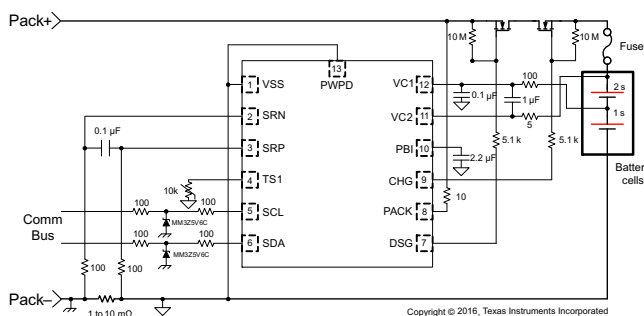 Pack+
10 M
10 M
Fuse
13
PWPD
1
VSS
VC1
12
100
2 s
2
SRN
0.1 µF
1 µF
VC2
11
1 s
0.1 µF
5
3
SRP
PBI
10
5.1 k
5.1 k
2.2 µF
Batter
cells
10k
4
TS1
CHG
9
Comm
Bus
100
100
5
SCL
PACK
8
10
MM3Z5V6C
100
100
6
SDA
DSG
7
MM3Z5V6C
100
100
Pack–
1 to 10 mΩ
Copyright © 2016, Texas Instruments Incorporated